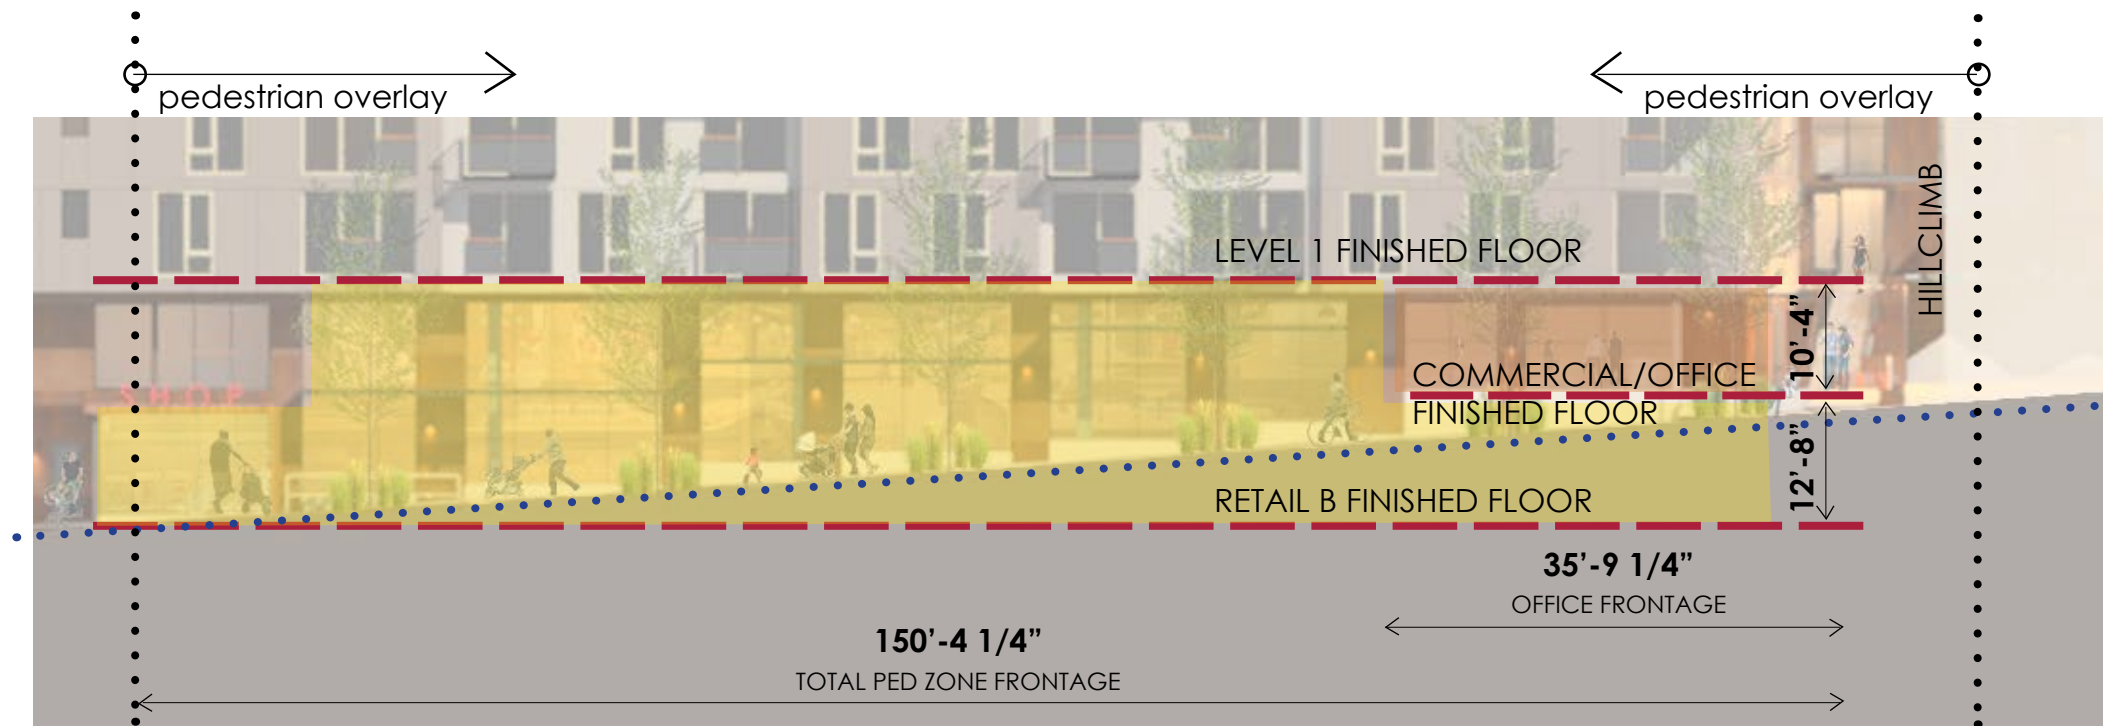 pedestrian overlay
pedestrian overlay
HILLCLIMB
LEVEL 1 FINISHED FLOOR
10’-4”
SHOP
COMMERCIAL/OFFICE
FINISHED FLOOR
12’-8”
RETAIL B FINISHED FLOOR
35’-9 1/4”
OFFICE FRONTAGE
150’-4 1/4”
TOTAL PED ZONE FRONTAGE